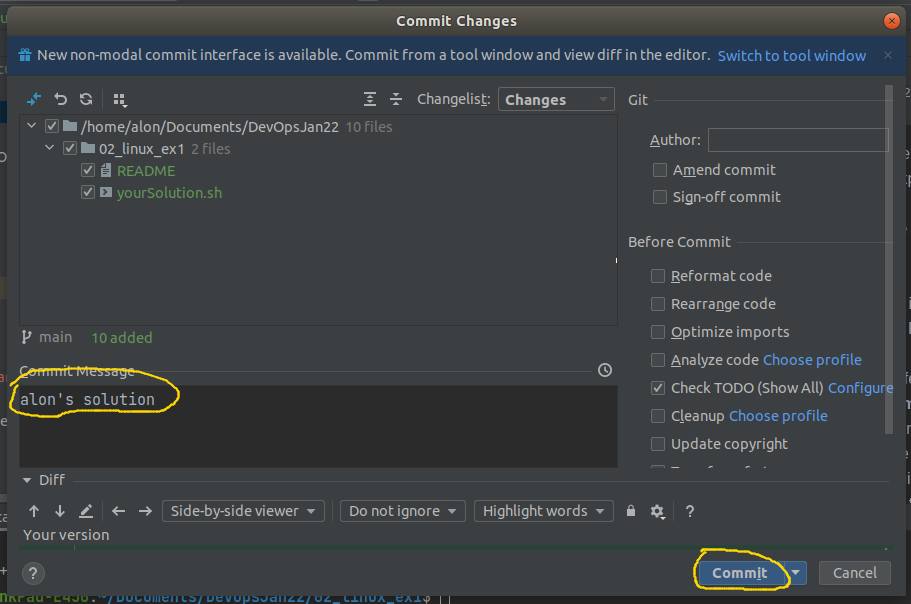 Commit Changes
New non-modal commit interface is available. Commit from a tool window and view diff in the editor. Switch to tool window
Changelist: Changes
Git
/home/alon/Documents/DevOpsJan22 10 files
02_linux_ex1 2 files
README
yourSolution.sh
Author:
Amend commit
Sign-off commit
Before Commit
Reformat code
Rearrange code
Optimize imports
Analyze code Choose profile
Check TODO (Show All) Configure
Cleanup Choose profile
Update copyright
main 10 added
Commit Message
alon's solution
Diff
Side-by-side viewer Do not ignore Highlight words ?
Your version
? Commit Cancel
:~/Documents/DevOpsJan22/02_linux_ex1$